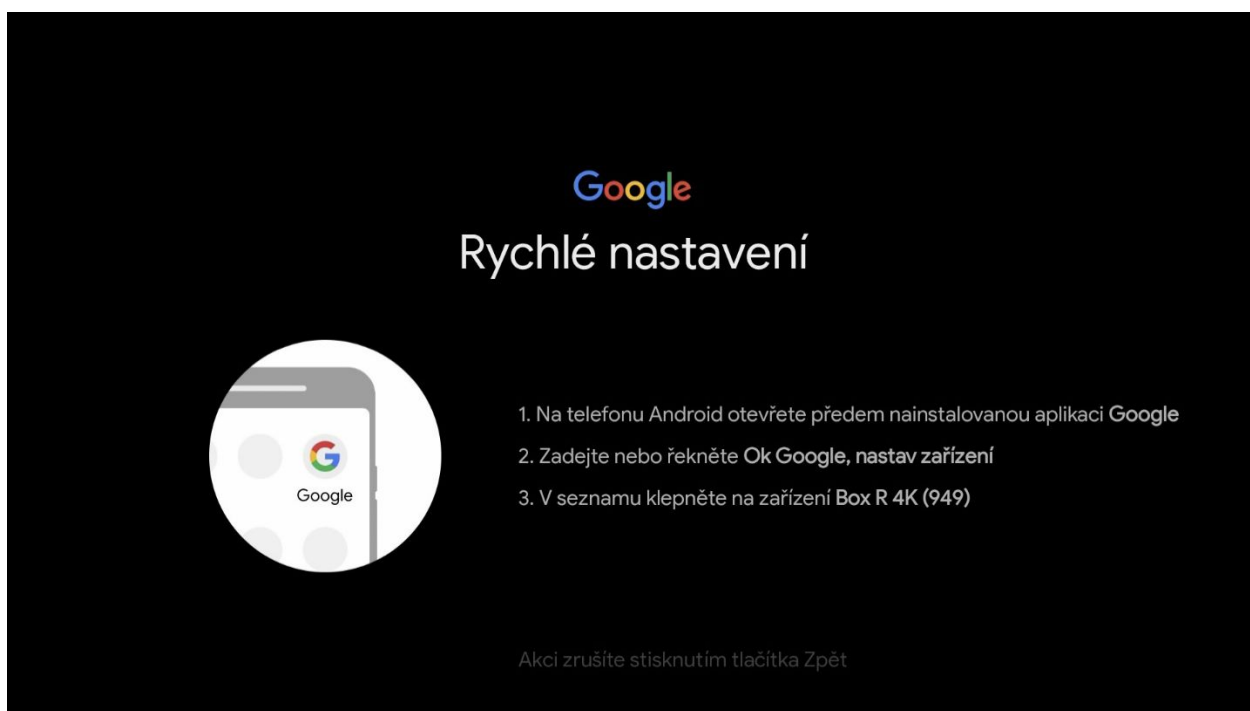 Google
Rychlé nastavení
Google
1. Na telefonu Android otevřete předem nainstalovanou aplikaci Google
2. Zadejte nebo řekněte Ok Google, nastav zařízení
3. V seznamu klepněte na zařízení Box R 4K (949)
Akci zrušíte stisknutím tlačítka Zpět